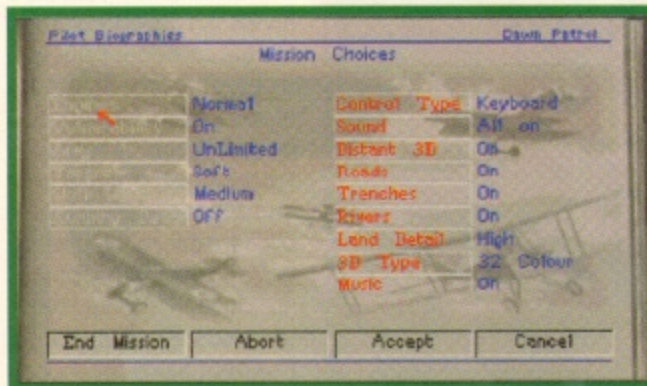 Pilot Biographies Dawn Patrol
Mission Choices
Normal Control Type Keyboard
On Sound All on
UnLimited Distant 3D On
Soft Roads On
Medium Trenches On
Off Rivers On
Land Detail High
3D Type 32 Colour
Music On
End Mission Abort Accept Cancel